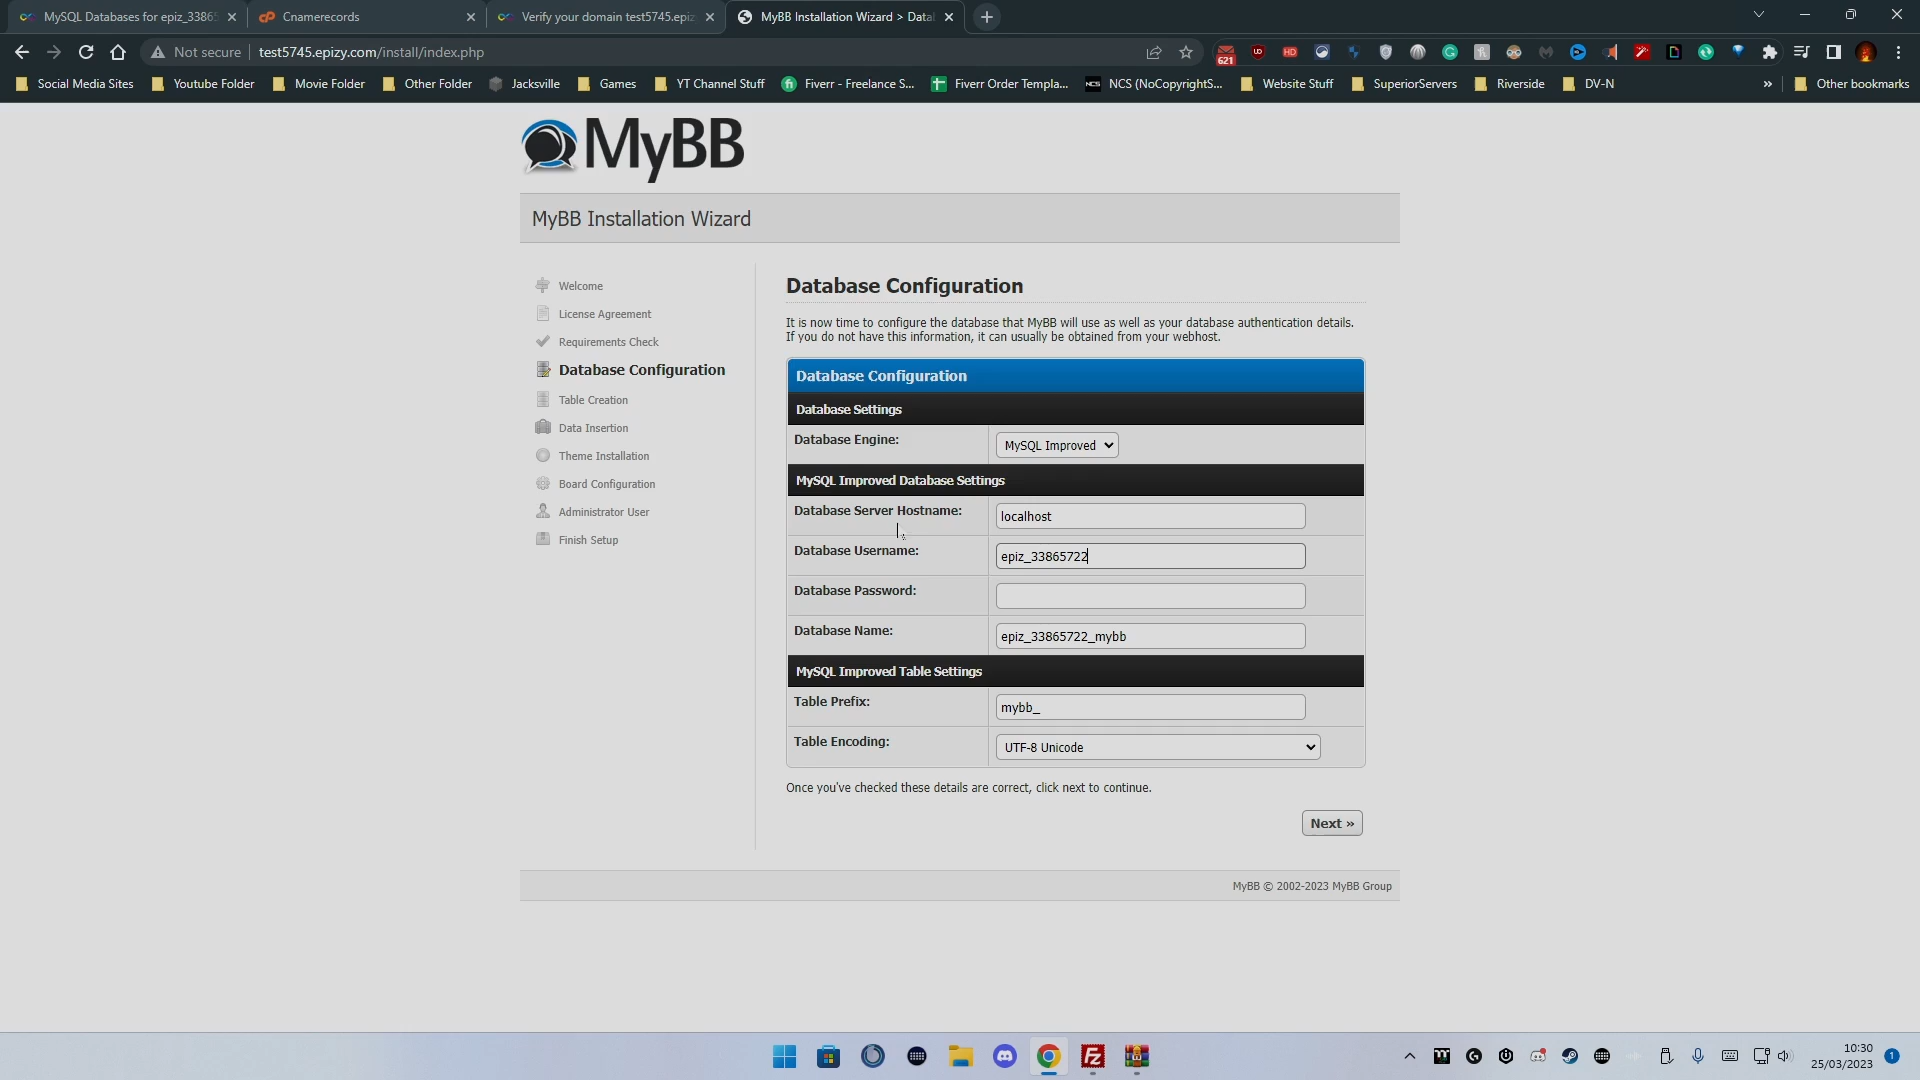 MySQL Databases for epiz_33865
Cnamerecords
Verify your domain test5745.epiz
MyBB Installation Wizard > Data
Not secure
test5745.epizy.com/install/index.php
621
HD
Social Media Sites
Youtube Folder
Movie Folder
Other Folder
Jacksville
Games
YT Channel Stuff
Fiverr - Freelance S...
Fiverr Order Templa...
NCS
NCS (NoCopyrightS...
Website Stuff
SuperiorServers
Riverside
DV-N
»
Other bookmarks
MyBB
MyBB Installation Wizard
Welcome
License Agreement
Requirements Check
Database Configuration
Table Creation
Data Insertion
Theme Installation
Board Configuration
Administrator User
Finish Setup
Database Configuration
It is now time to configure the database that MyBB will use as well as your database authentication details.
If you do not have this information, it can usually be obtained from your webhost.
Database Configuration
Database Settings
Database Engine:
MySQL Improved
MySQL Improved Database Settings
Database Server Hostname:
localhost
Database Username:
epiz_33865722
Database Password:
Database Name:
epiz_33865722_mybb
MySQL Improved Table Settings
Table Prefix:
mybb_
Table Encoding:
UTF-8 Unicode
Once you've checked these details are correct, click next to continue.
Next »
MyBB © 2002-2023 MyBB Group
10:30
25/03/2023
1